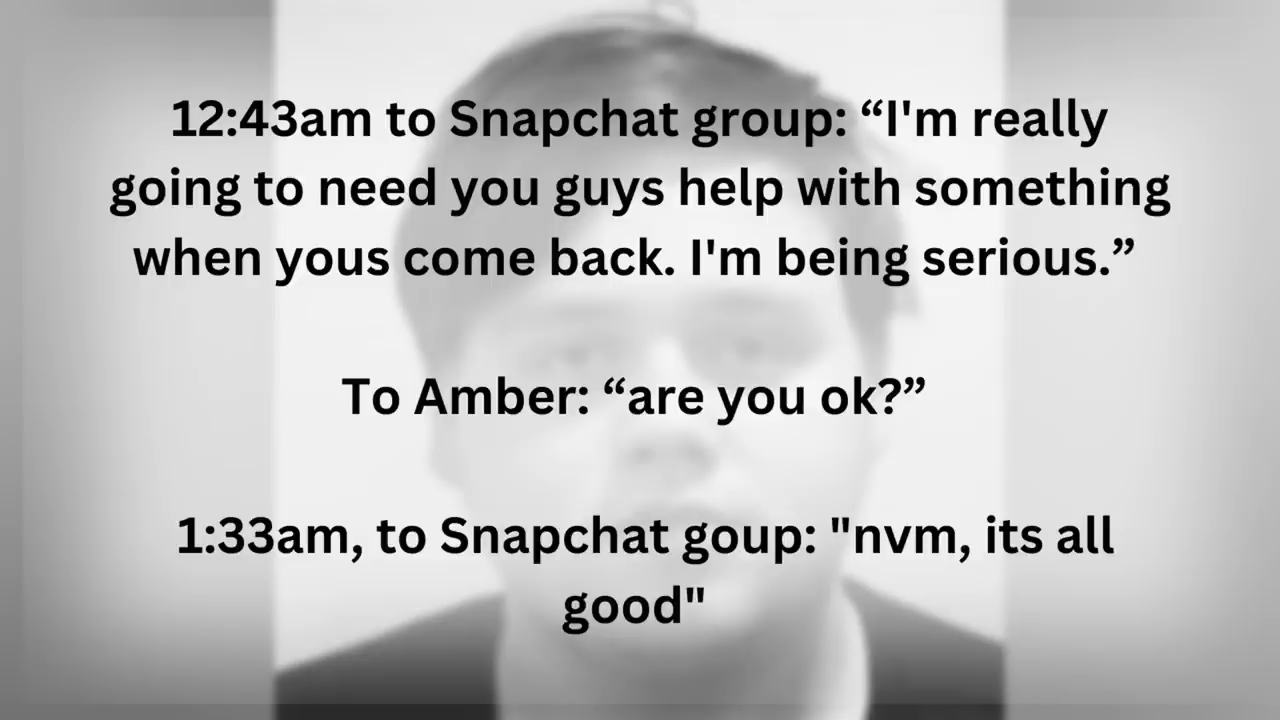 12:43am to Snapchat group: “I'm really
going to need you guys help with something
when yous come back. I'm being serious.”
To Amber: “are you ok?”
1:33am, to Snapchat goup: "nvm, its all
good"